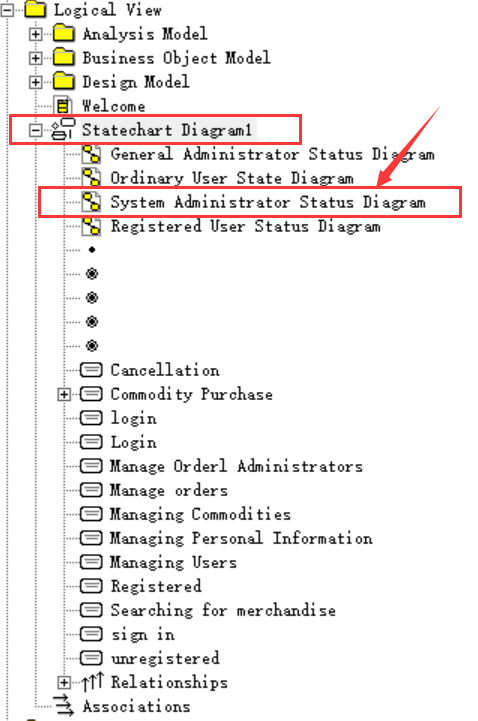 Logical View
Analysis Model
Business Object Model
Design Model
Welcome
Statechart Diagram1
General Administrator Status Diagram
Ordinary User State Diagram
System Administrator Status Diagram
Registered User Status Diagram
Cancellation
Commodity Purchase
login
Login
Manage Orderl Administrators
Manage orders
Managing Commodities
Managing Personal Information
Managing Users
Registered
Searching for merchandise
sign in
unregistered
Relationships
Associations